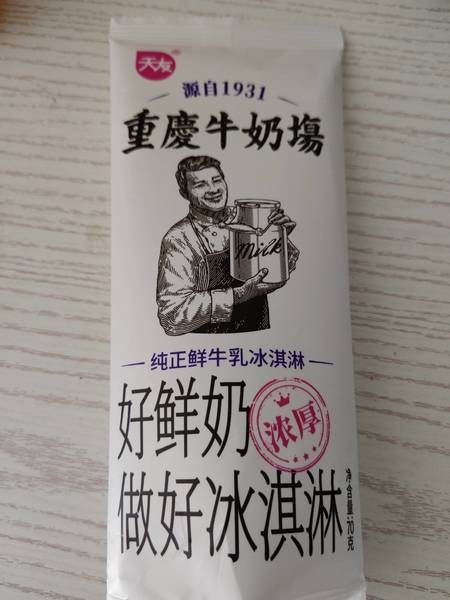 天友
源自1931
重慶牛奶塲
Milk
纯正鲜牛乳冰淇淋
好鲜奶
浓厚
做好冰淇淋
净含量:70克